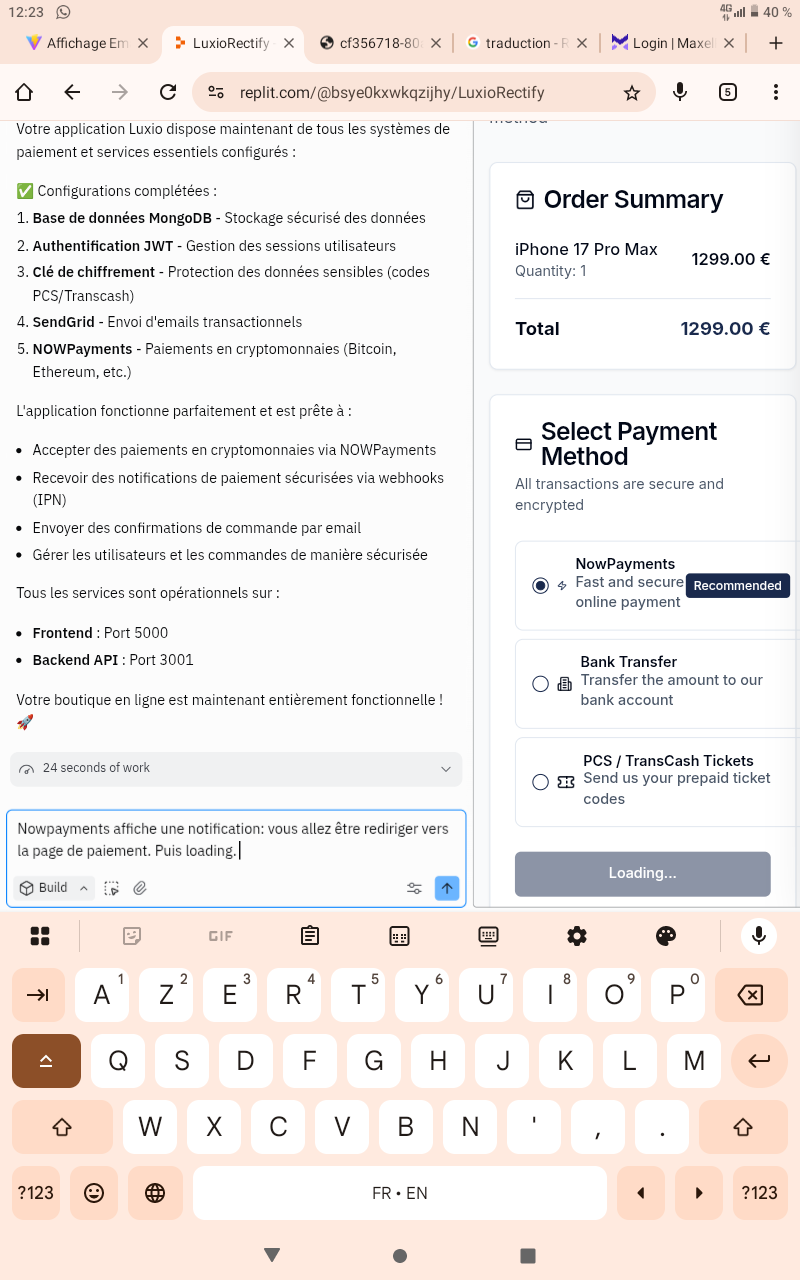 12:23
4G
40 %
Affichage Em
LuxioRectify
cf356718-80
traduction - R
Login | Maxel
replit.com/@bsye0kxwkqzijhy/LuxioRectify
5
Votre application Luxio dispose maintenant de tous les systèmes de
paiement et services essentiels configurés :
✅ Configurations complétées :
1. Base de données MongoDB - Stockage sécurisé des données
2. Authentification JWT - Gestion des sessions utilisateurs
3. Clé de chiffrement - Protection des données sensibles (codes
PCS/Transcash)
4. SendGrid - Envoi d'emails transactionnels
5. NOWPayments - Paiements en cryptomonnaies (Bitcoin,
Ethereum, etc.)
L'application fonctionne parfaitement et est prête à :
• Accepter des paiements en cryptomonnaies via NOWPayments
• Recevoir des notifications de paiement sécurisées via webhooks
(IPN)
• Envoyer des confirmations de commande par email
• Gérer les utilisateurs et les commandes de manière sécurisée
Tous les services sont opérationnels sur :
• Frontend : Port 5000
• Backend API : Port 3001
Votre boutique en ligne est maintenant entièrement fonctionnelle !
🚀
24 seconds of work
Nowpayments affiche une notification: vous allez être rediriger vers
la page de paiement. Puis loading.
Build
method
Order Summary
iPhone 17 Pro Max
1299.00 €
Quantity: 1
Total
1299.00 €
Select Payment
Method
All transactions are secure and
encrypted
NowPayments
Fast and secure
online payment
Recommended
Bank Transfer
Transfer the amount to our
bank account
PCS / TransCash Tickets
Send us your prepaid ticket
codes
Loading...
GIF
A 1 Z 2 E 3 R 4 T 5 Y 6 U 7 I 8 O 9 P 0
Q S D F G H J K L M
W X C V B N ' , .
?123 FR • EN ?123